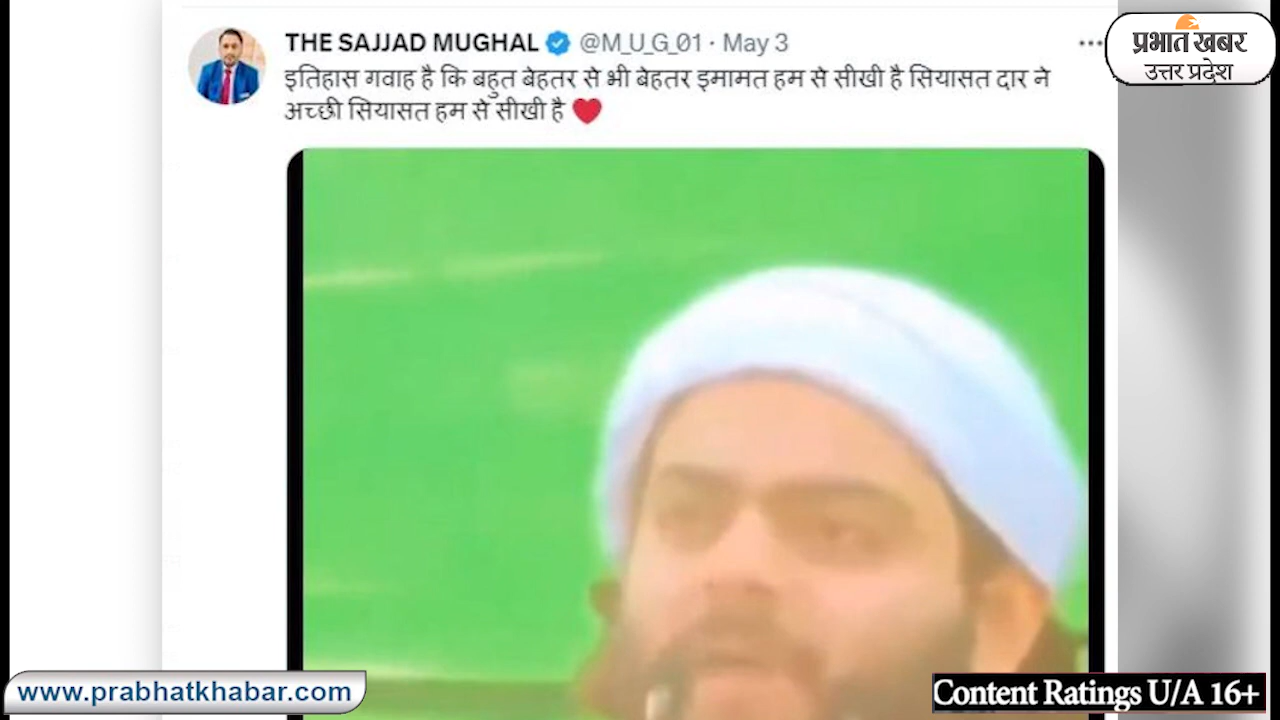 THE SAJJAD MUGHAL @M_U_G_01 · May 3
इतिहास गवाह है कि बहुत बेहतर से भी बेहतर इमामत हम से सीखी है सियासत दार ने
अच्छी सियासत हम से सीखी है ❤️
प्रभात खबर
उत्तर प्रदेश
www.prabhatkhabar.com
Content Ratings U/A 16+